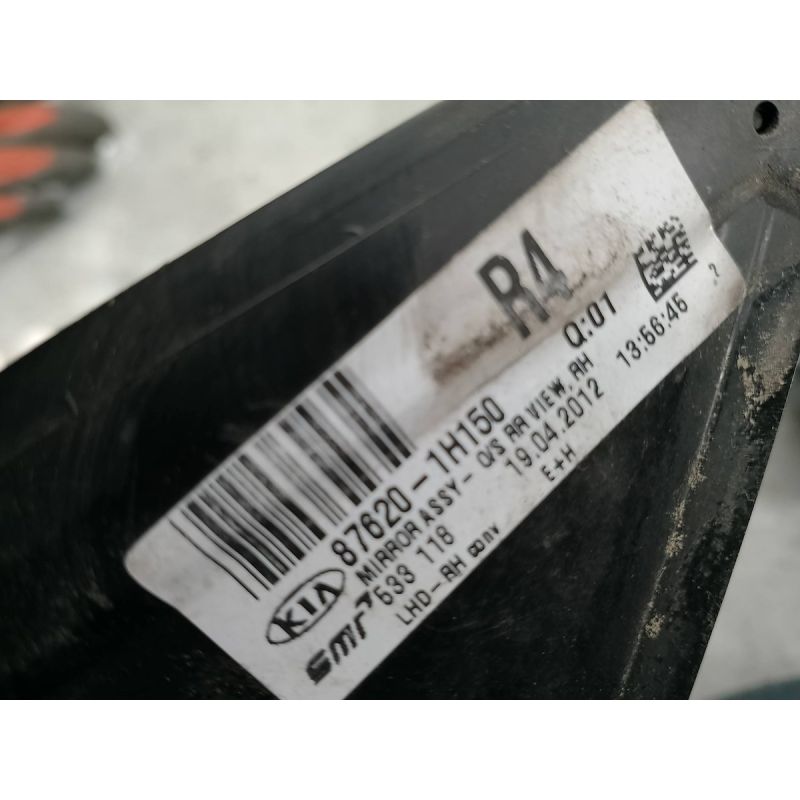 R4
Q:01
KIA 87620-1H150
MIRROR ASSY- O/S RR VIEW, RH
smr 533 118 19.04.2012 13:56:46 ?
LHD-RH conv E+H